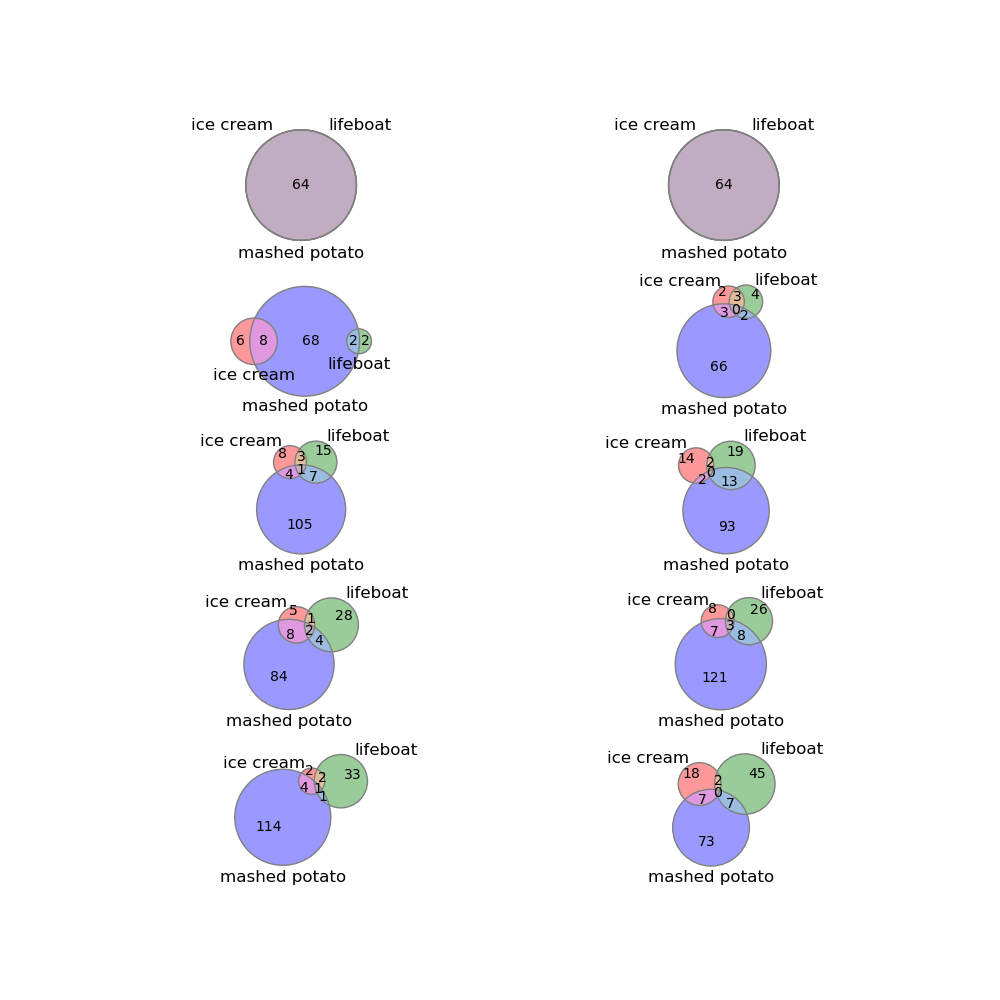 ice cream lifeboat
64
mashed potato
ice cream lifeboat
64
mashed potato
6 8 68 2 2
lifeboat
ice cream
mashed potato
ice cream lifeboat
2 3 4
3 0 2
66
mashed potato
ice cream lifeboat
8 3 15
4 1 7
105
mashed potato
ice cream lifeboat
14 2 19
2 0 13
93
mashed potato
ice cream lifeboat
5 1 28
8 2 4
84
mashed potato
ice cream lifeboat
8 0 26
7 3 8
121
mashed potato
ice cream lifeboat
2 2 33
4 1 1
114
mashed potato
ice cream lifeboat
18 2 45
7 0 7
73
mashed potato